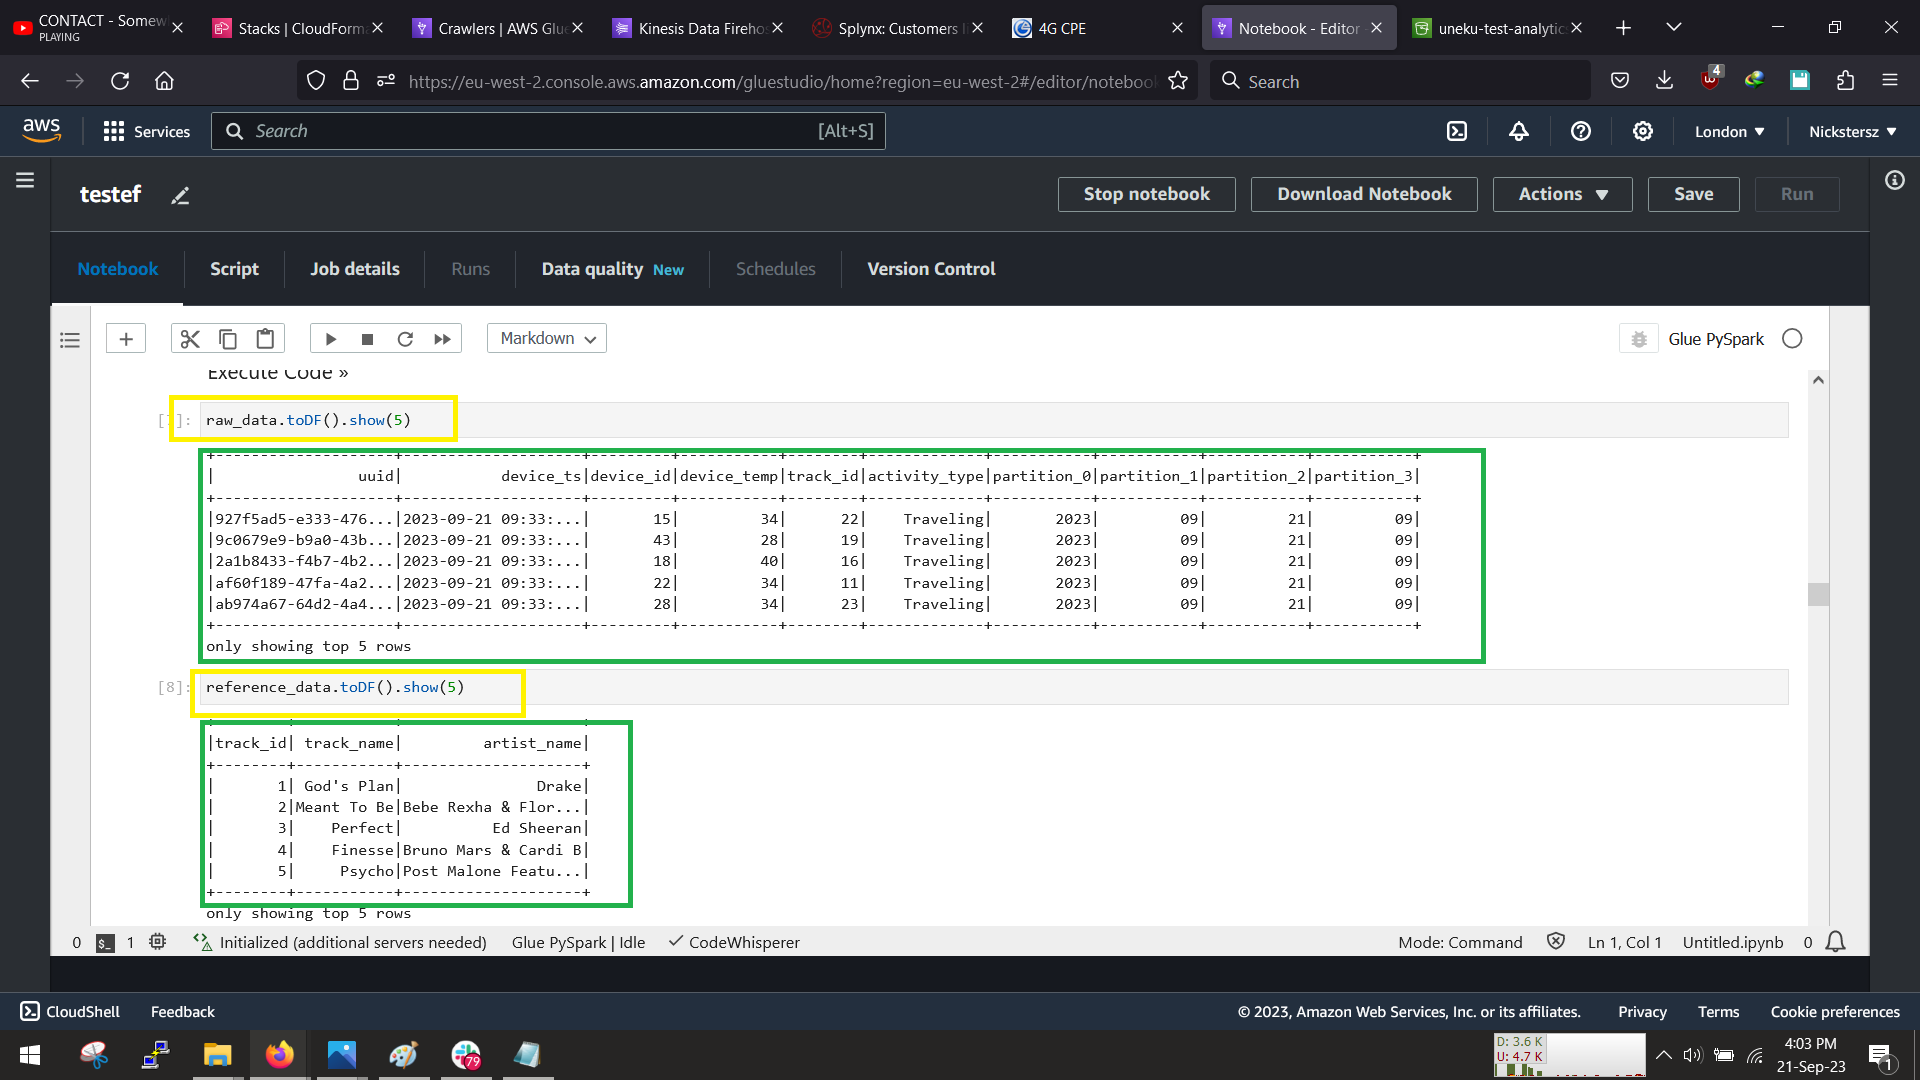 CONTACT - Somew
PLAYING
Stacks | CloudForma
Crawlers | AWS Glue
Kinesis Data Firehos
Splynx: Customers li
4G CPE
Notebook - Editor
uneku-test-analytic
https://eu-west-2.console.aws.amazon.com/gluestudio/home?region=eu-west-2#/editor/notebook
Search
4
aws
Services
Search
[Alt+S]
London ▼
Nickstersz ▼
testef
Stop notebook
Download Notebook
Actions ▼
Save
Run
Notebook
Script
Job details
Runs
Data quality New
Schedules
Version Control
Markdown
Glue PySpark
Execute Code »
[7]: raw_data.toDF().show(5)
+--------------------+--------------------+---------+-----------+--------+-------------+-----------+-----------+-----------+-----------+
|                uuid|           device_ts|device_id|device_temp|track_id|activity_type|partition_0|partition_1|partition_2|partition_3|
+--------------------+--------------------+---------+-----------+--------+-------------+-----------+-----------+-----------+-----------+
|927f5ad5-e333-476...|2023-09-21 09:33:...|       15|         34|      22|    Traveling|       2023|         09|         21|         09|
|9c0679e9-b9a0-43b...|2023-09-21 09:33:...|       43|         28|      19|    Traveling|       2023|         09|         21|         09|
|2a1b8433-f4b7-4b2...|2023-09-21 09:33:...|       18|         40|      16|    Traveling|       2023|         09|         21|         09|
|af60f189-47fa-4a2...|2023-09-21 09:33:...|       22|         34|      11|    Traveling|       2023|         09|         21|         09|
|ab974a67-64d2-4a4...|2023-09-21 09:33:...|       28|         34|      23|    Traveling|       2023|         09|         21|         09|
+--------------------+--------------------+---------+-----------+--------+-------------+-----------+-----------+-----------+-----------+
only showing top 5 rows
[8]: reference_data.toDF().show(5)
|track_id| track_name|         artist_name|
+--------+-----------+--------------------+
|       1| God's Plan|               Drake|
|       2|Meant To Be|Bebe Rexha & Flor...|
|       3|    Perfect|          Ed Sheeran|
|       4|    Finesse|Bruno Mars & Cardi B|
|       5|     Psycho|Post Malone Featu...|
+--------+-----------+--------------------+
only showing top 5 rows
0
$_
1
Initialized (additional servers needed)
Glue PySpark | Idle
CodeWhisperer
Mode: Command
Ln 1, Col 1
Untitled.ipynb
0
CloudShell
Feedback
© 2023, Amazon Web Services, Inc. or its affiliates.
Privacy
Terms
Cookie preferences
79
D: 3.6 K
U: 4.7 K
4:03 PM
21-Sep-23
1